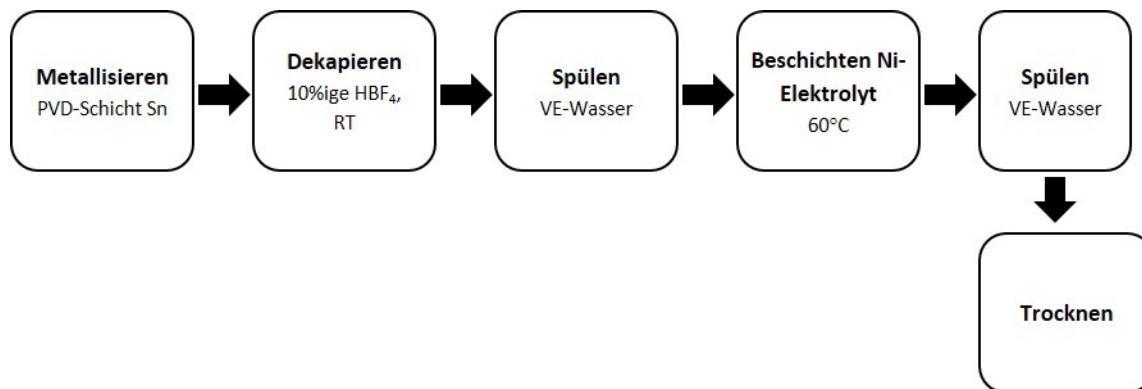 Metallisieren
PVD-Schicht Sn
Dekapieren
10%ige HBF₄,
RT
Spülen
VE-Wasser
Beschichten Ni-
Elektrolyt
60°C
Spülen
VE-Wasser
Trocknen